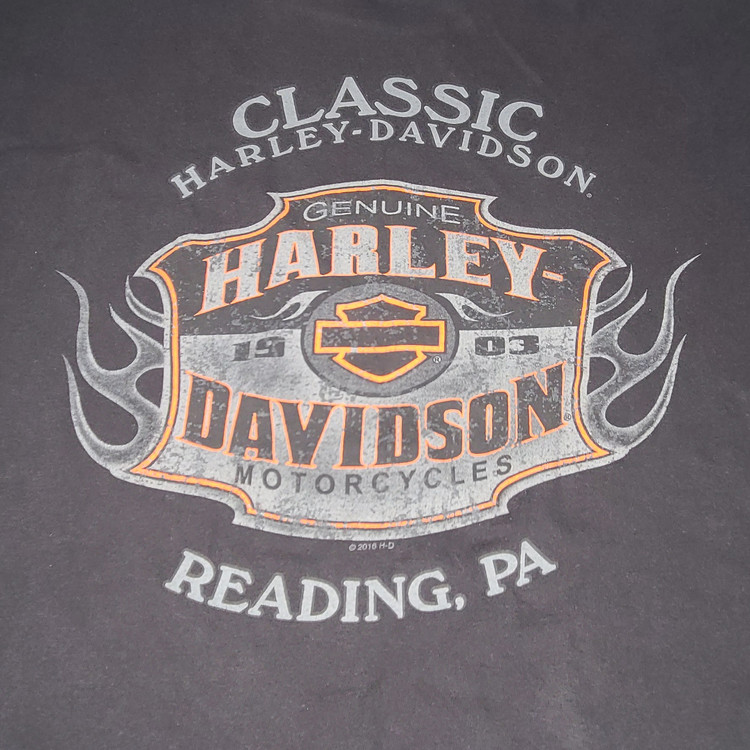 CLASSIC
HARLEY-DAVIDSON®
GENUINE
HARLEY-
19 03
®
DAVIDSON®
MOTORCYCLES
© 2016 H-D
READING, PA